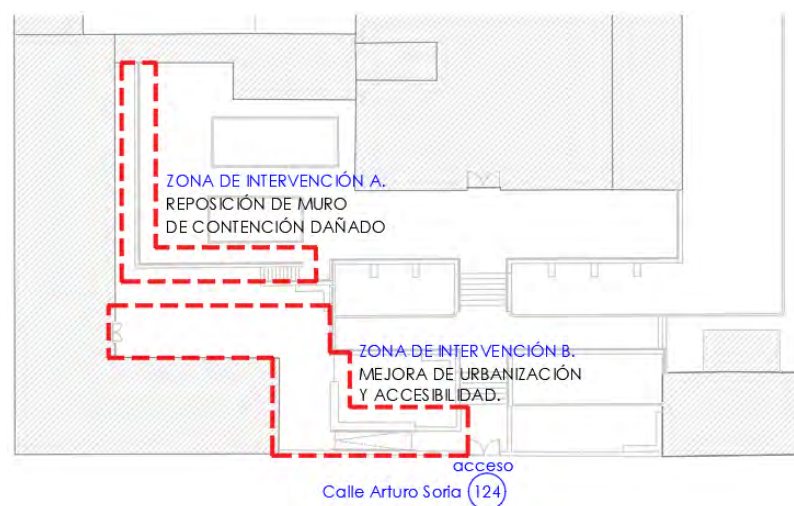 ZONA DE INTERVENCIÓN A.
REPOSICIÓN DE MURO
DE CONTENCIÓN DAÑADO
ZONA DE INTERVENCIÓN B.
MEJORA DE URBANIZACIÓN
Y ACCESIBILIDAD.
acceso
Calle Arturo Soria 124